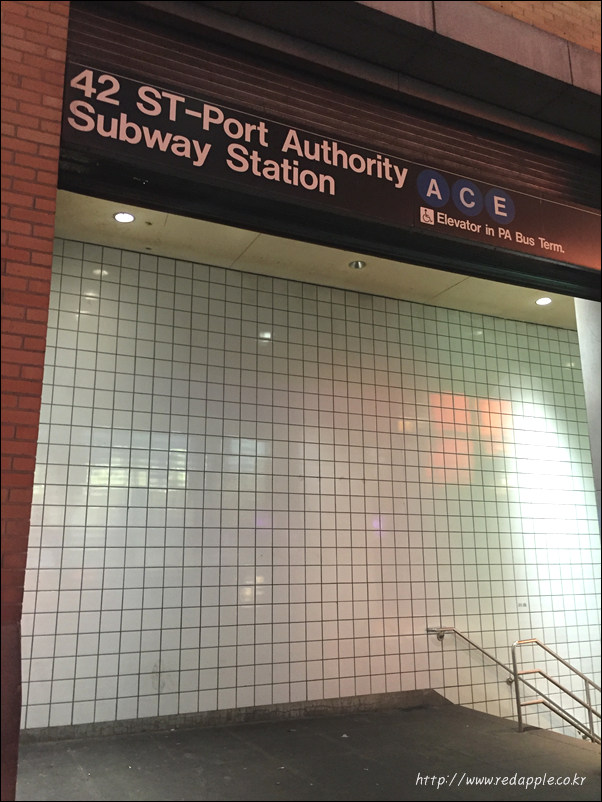 42 ST-Port Authority
Subway Station
A C E
Elevator in PA Bus Term.
http://www.redapple.co.kr